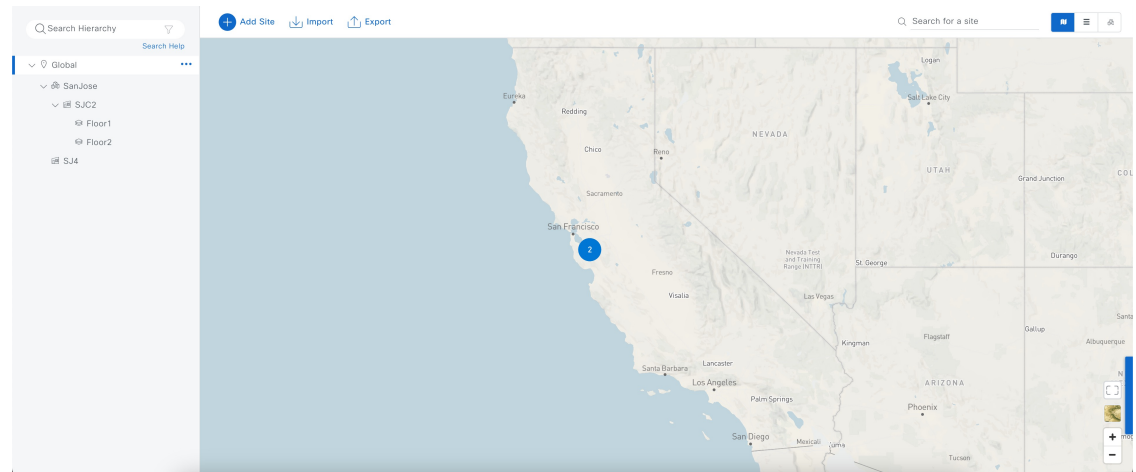 Search Hierarchy
Search Help
Global
SanJose
SJC2
Floor1
Floor2
SJ4
Add Site Import Export
Search for a site
Logan
Eureka
Salt Lake City
Redding
NEVADA
Chico
Reno
UTAH
COL
Grand Junction
Sacramento
San Francisco
2
Nevada Test
and Training
Range (NTTR)
St. George
Durango
Fresno
Visalia
Las Vegas
Santa
Gallup
Flagstaff
Kingman
Albuquerque
Lancaster
Santa Barbara
Los Angeles
N
ARIZONA
Palm Springs
Phoenix
San Diego
Mexicali
Tucson